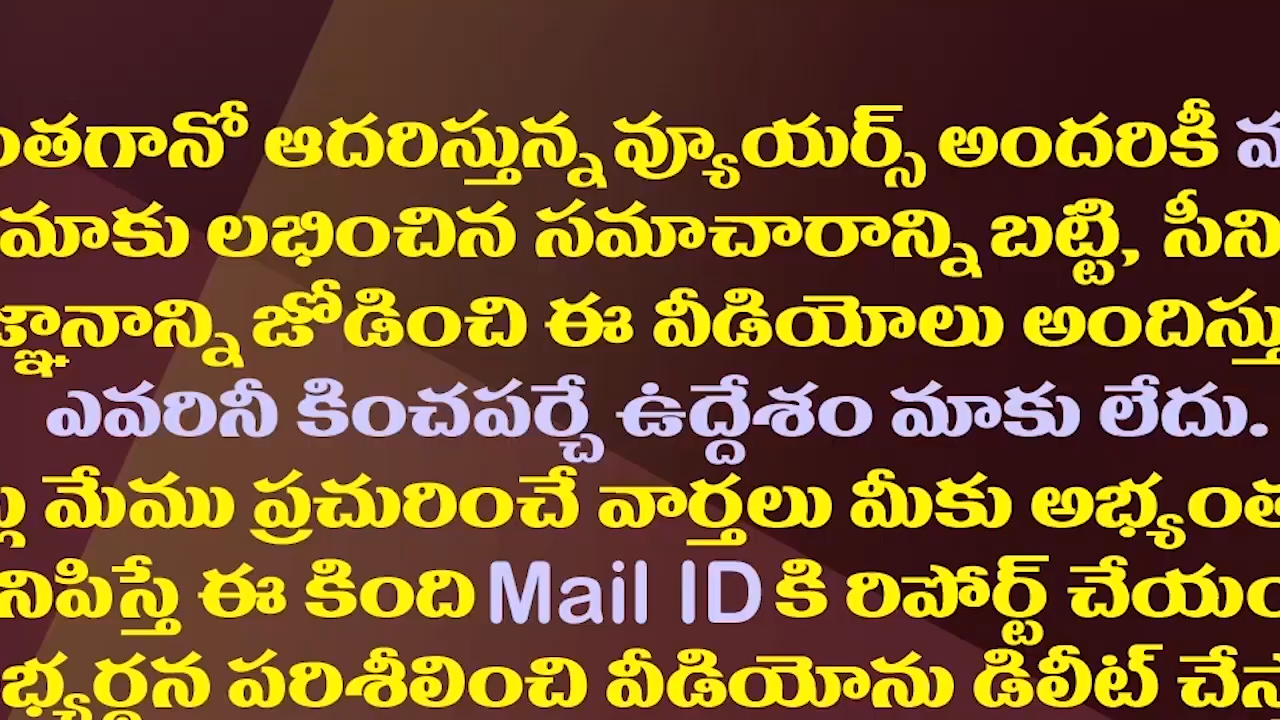 ంతగానో ఆదరిస్తున్న వ్యూయర్స్ అందరికీ
మాకు లభించిన సమాచారాన్ని బట్టి, సీని
జ్ఞానాన్ని జోడించి ఈ వీడియోలు అందిస్తు
ఎవరినీ కించపర్చే ఉద్దేశం మాకు లేదు.
మేము ప్రచురించే వార్తలు మీకు అభ్యంత
నిపిస్తే ఈ కింది Mail ID కి రిపోర్ట్ చేయం
భ్యర్థన పరిశీలించి వీడియోను డిలీట్ చేస